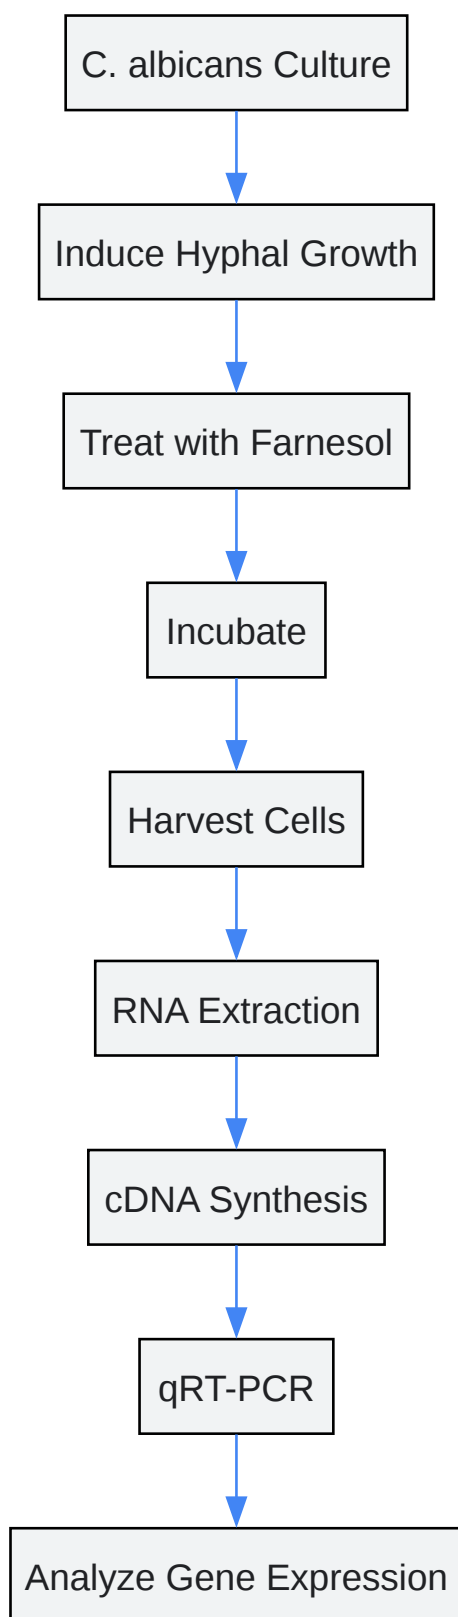 C. albicans Culture
Induce Hyphal Growth
Treat with Farnesol
Incubate
Harvest Cells
RNA Extraction
cDNA Synthesis
qRT-PCR
Analyze Gene Expression